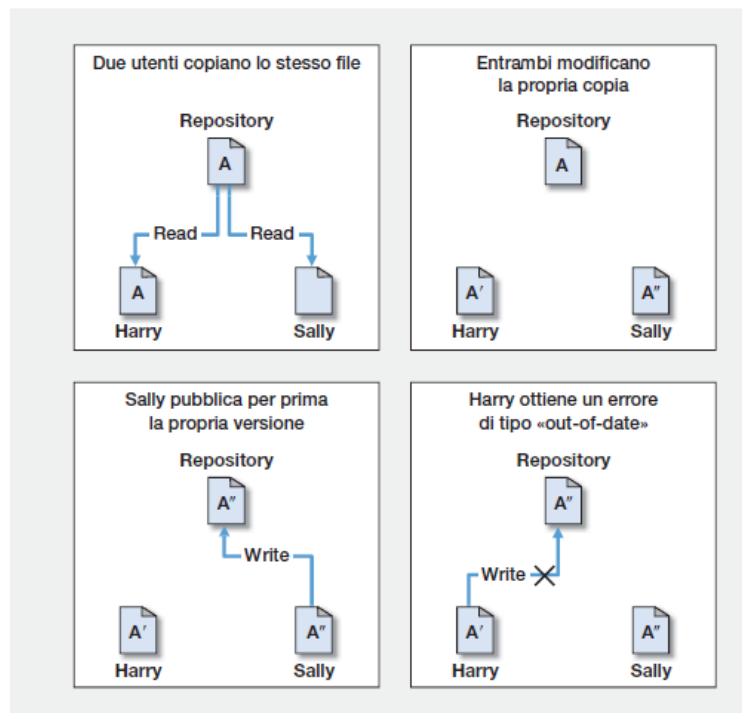 Due utenti copiano lo stesso file
Repository
A
Read Read
A
Harry Sally
Entrambi modificano
la propria copia
Repository
A
A′ A″
Harry Sally
Sally pubblica per prima
la propria versione
Repository
A″
Write
A′ A″
Harry Sally
Harry ottiene un errore
di tipo «out-of-date»
Repository
A″
Write
A′ A″
Harry Sally